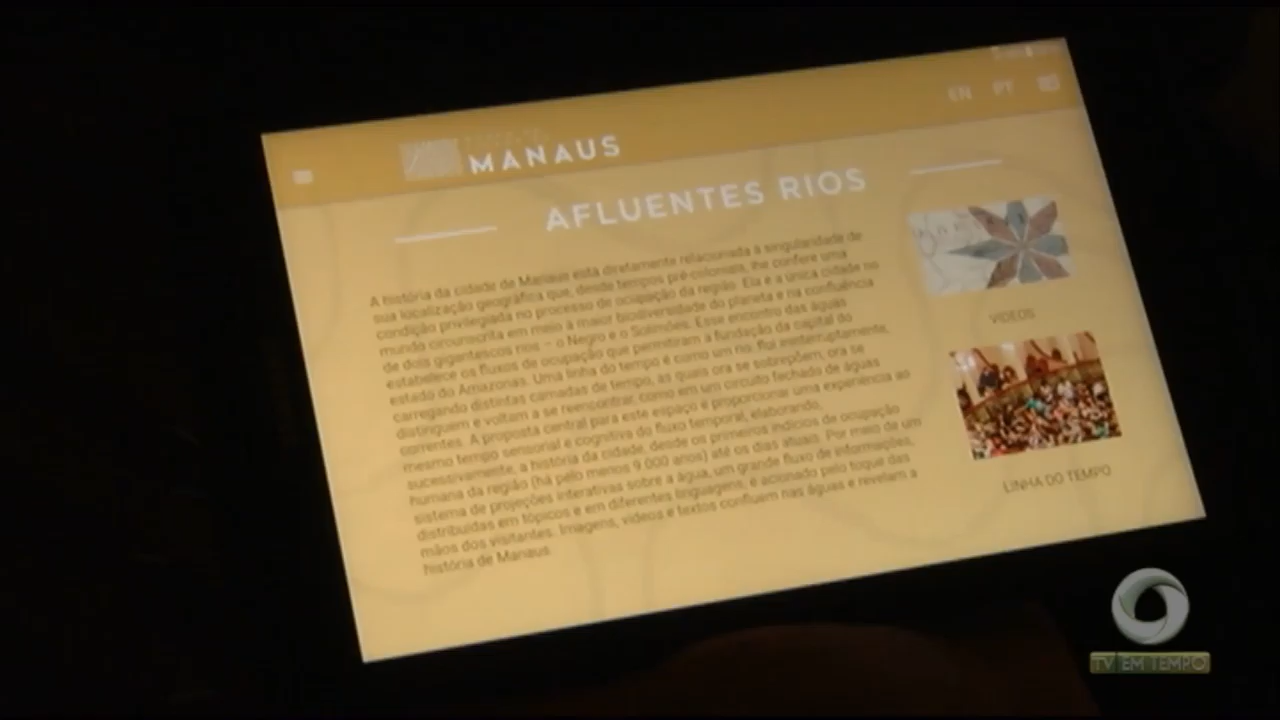 EN PT
MANAUS
AFLUENTES RIOS
A história da cidade de Manaus está diretamente relacionada à singularidade de
sua localização geográfica que, desde tempos pré-coloniais, lhe confere uma
condição privilegiada no processo de ocupação da região. Ela é a única cidade no
mundo circunscrita em meio à maior biodiversidade do planeta e na confluência
de dois gigantescos rios – o Negro e o Solimões. Esse encontro das águas
estabelece os fluxos de ocupação que permitiram a fundação da capital do
estado do Amazonas. Uma linha do tempo é como um rio: flui ininterruptamente,
carregando distintas camadas de tempo, as quais ora se sobrepõem, ora se
distinguem e voltam a se reencontrar, como em um circuito fechado de águas
correntes. A proposta central para este espaço é proporcionar uma experiência ao
mesmo tempo sensorial e cognitiva do fluxo temporal, elaborando,
sucessivamente, a história da cidade, desde os primeiros indícios de ocupação
humana da região (há pelo menos 9.000 anos) até os dias atuais. Por meio de um
sistema de projeções interativas sobre a água, um grande fluxo de informações,
distribuídas em tópicos e em diferentes linguagens, é acionado pelo toque das
mãos dos visitantes. Imagens, vídeos e textos confluem nas águas e revelam a
história de Manaus.
VIDEOS
LINHA DO TEMPO
TV EM TEMPO